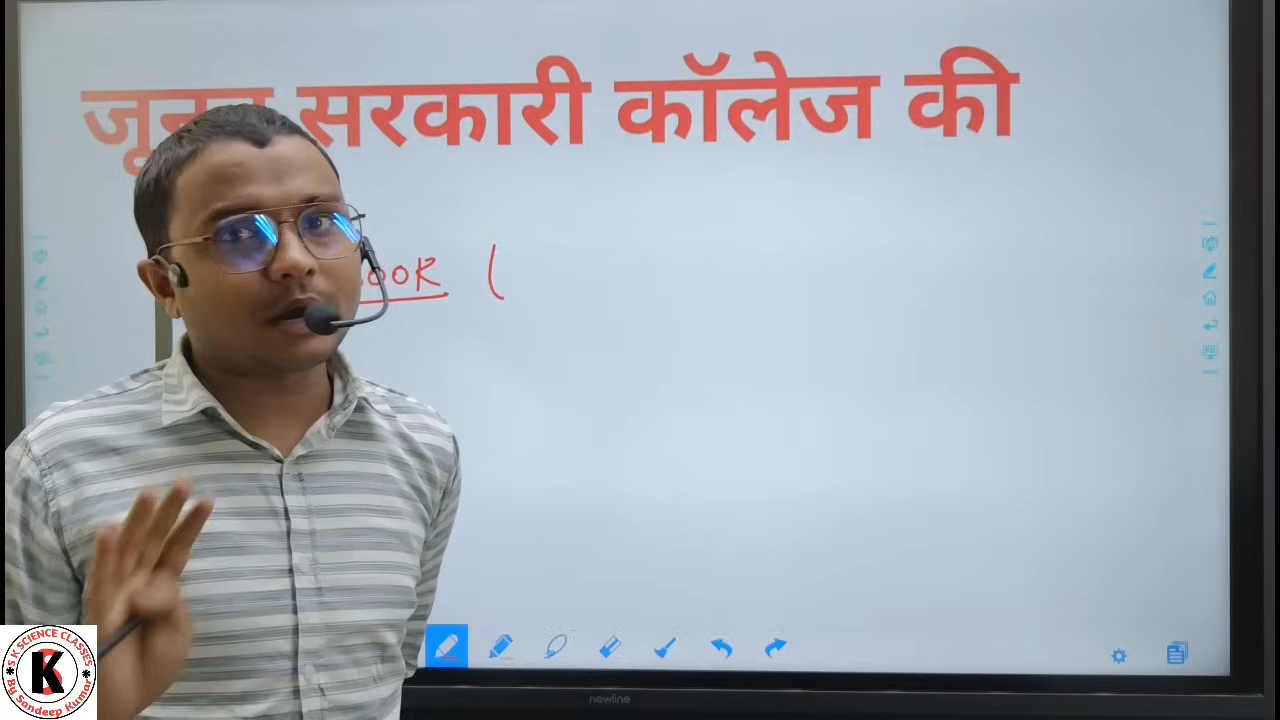 सरकारी कॉलेज की
(
S K SCIENCE CLASSES
K
By Sandeep Kumar
newline